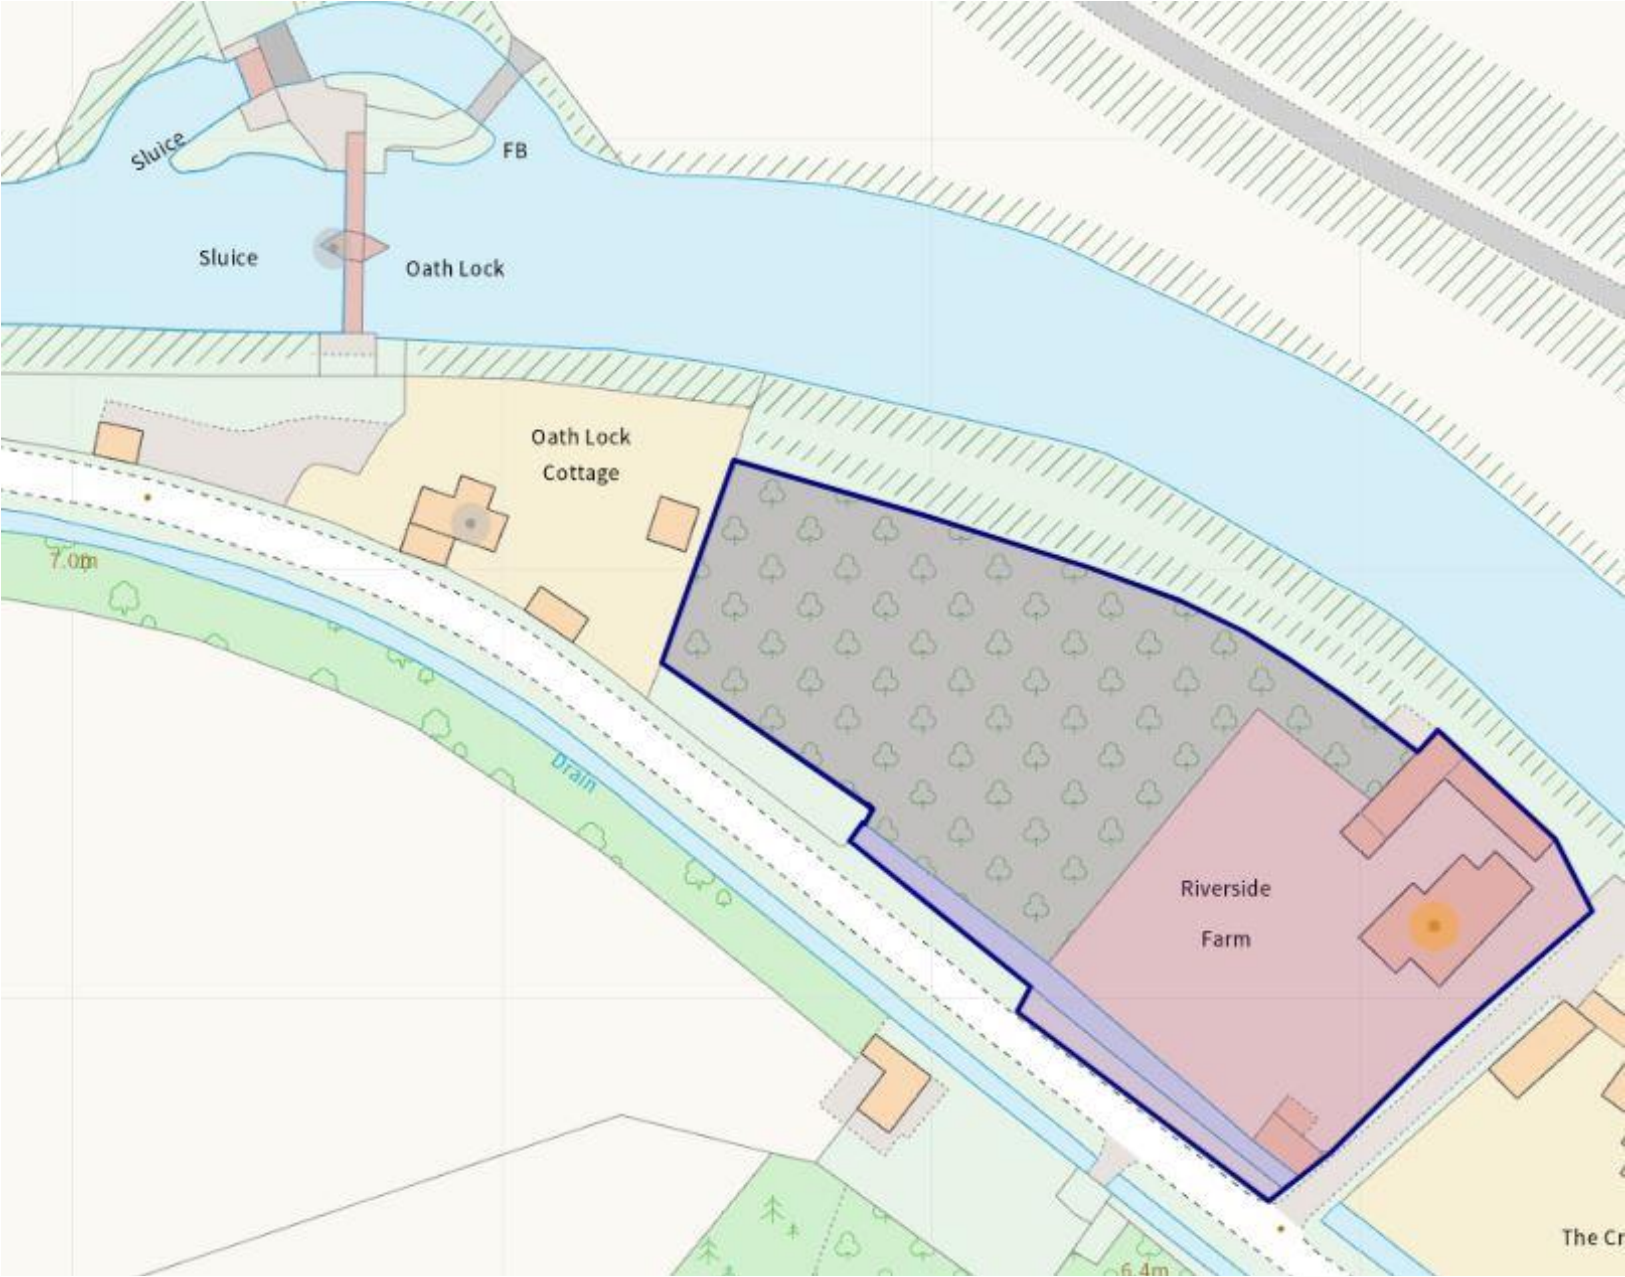 Sluice
FB
Sluice
Oath Lock
Oath Lock
Cottage
7.0m
Drain
Riverside
Farm
The Cr
6.4m